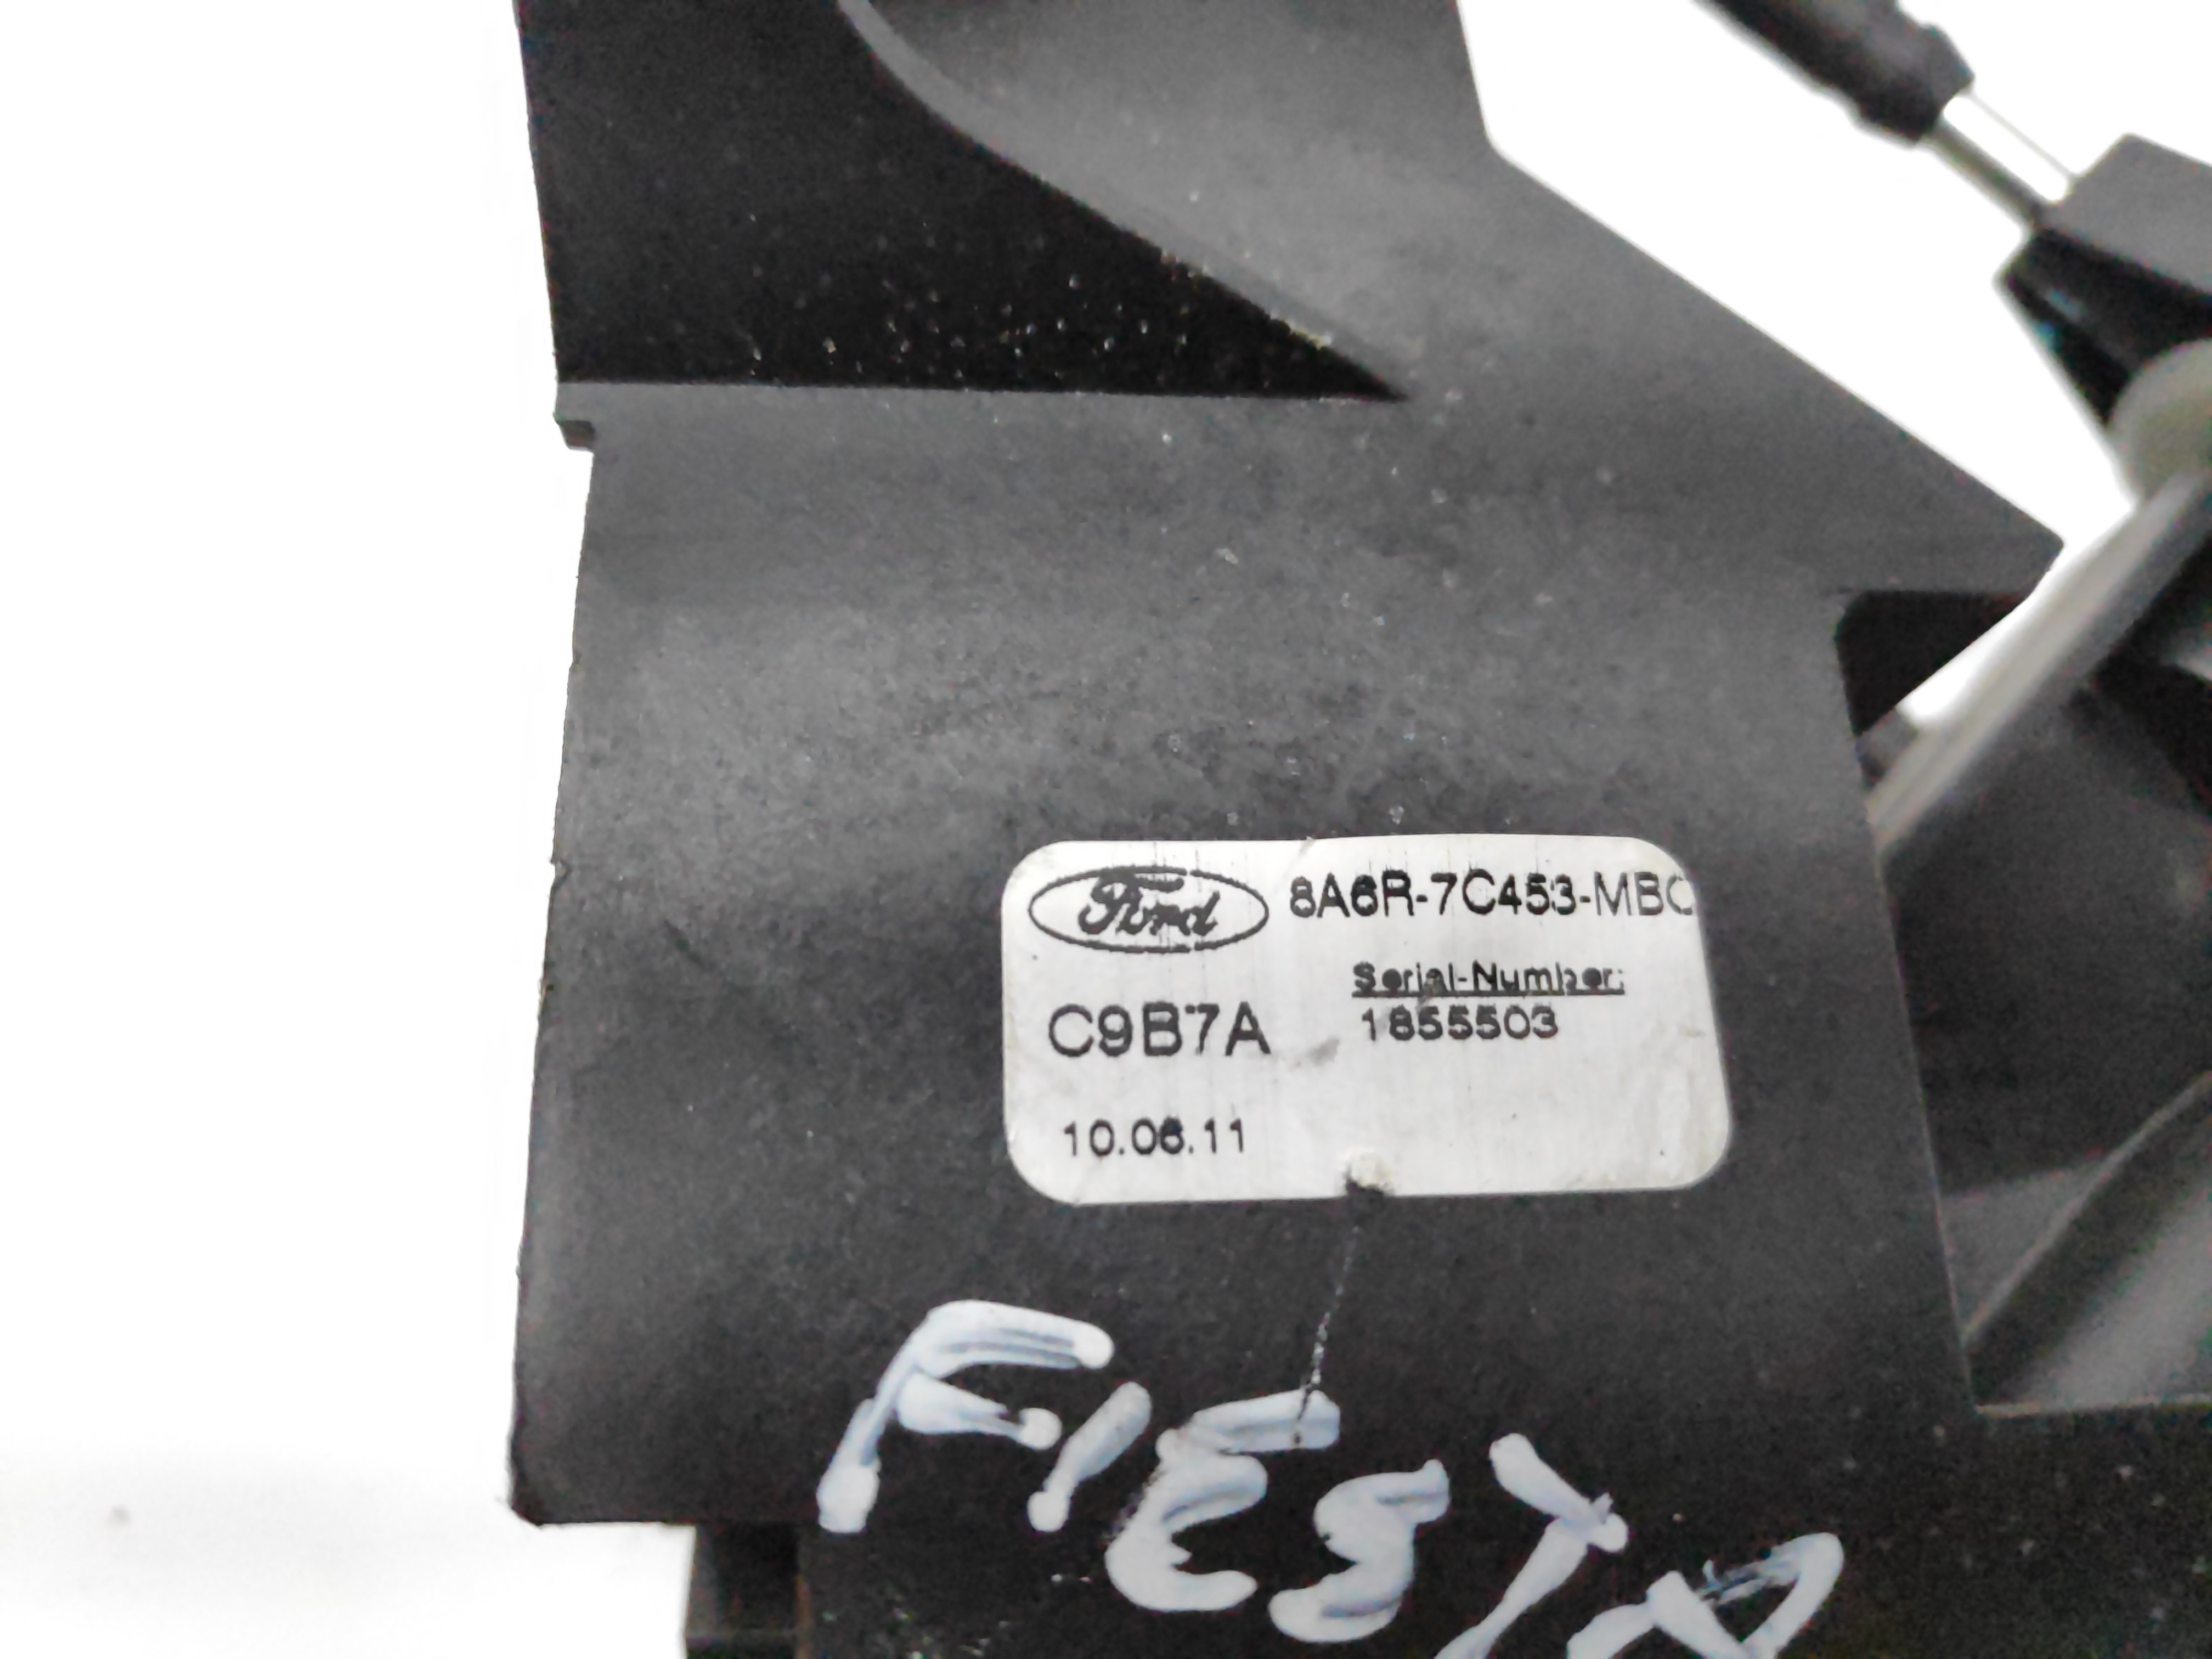 Ford 8A6R-7C453-MBC
Serial-Number:
C9B7A 1855503
10.06.11
FIESTA